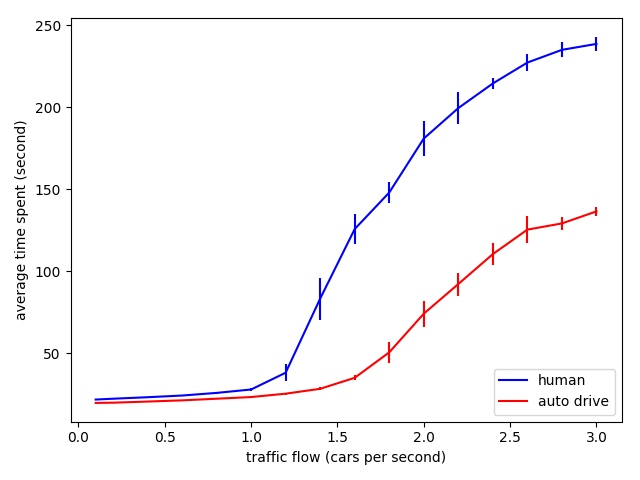 250
200
150
100
50
average time spent (second)
human
auto drive
0.0 0.5 1.0 1.5 2.0 2.5 3.0
traffic flow (cars per second)